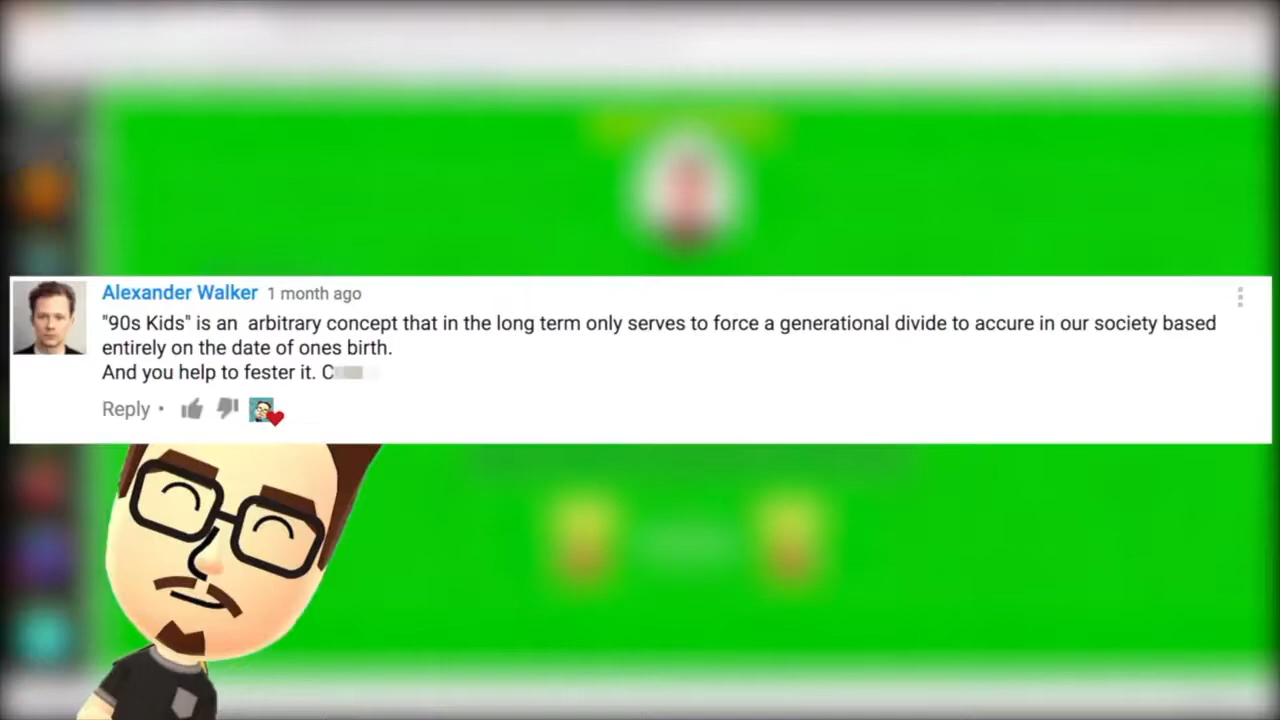 Alexander Walker 1 month ago
"90s Kids" is an arbitrary concept that in the long term only serves to force a generational divide to accure in our society based
entirely on the date of ones birth.
And you help to fester it. C
Reply •